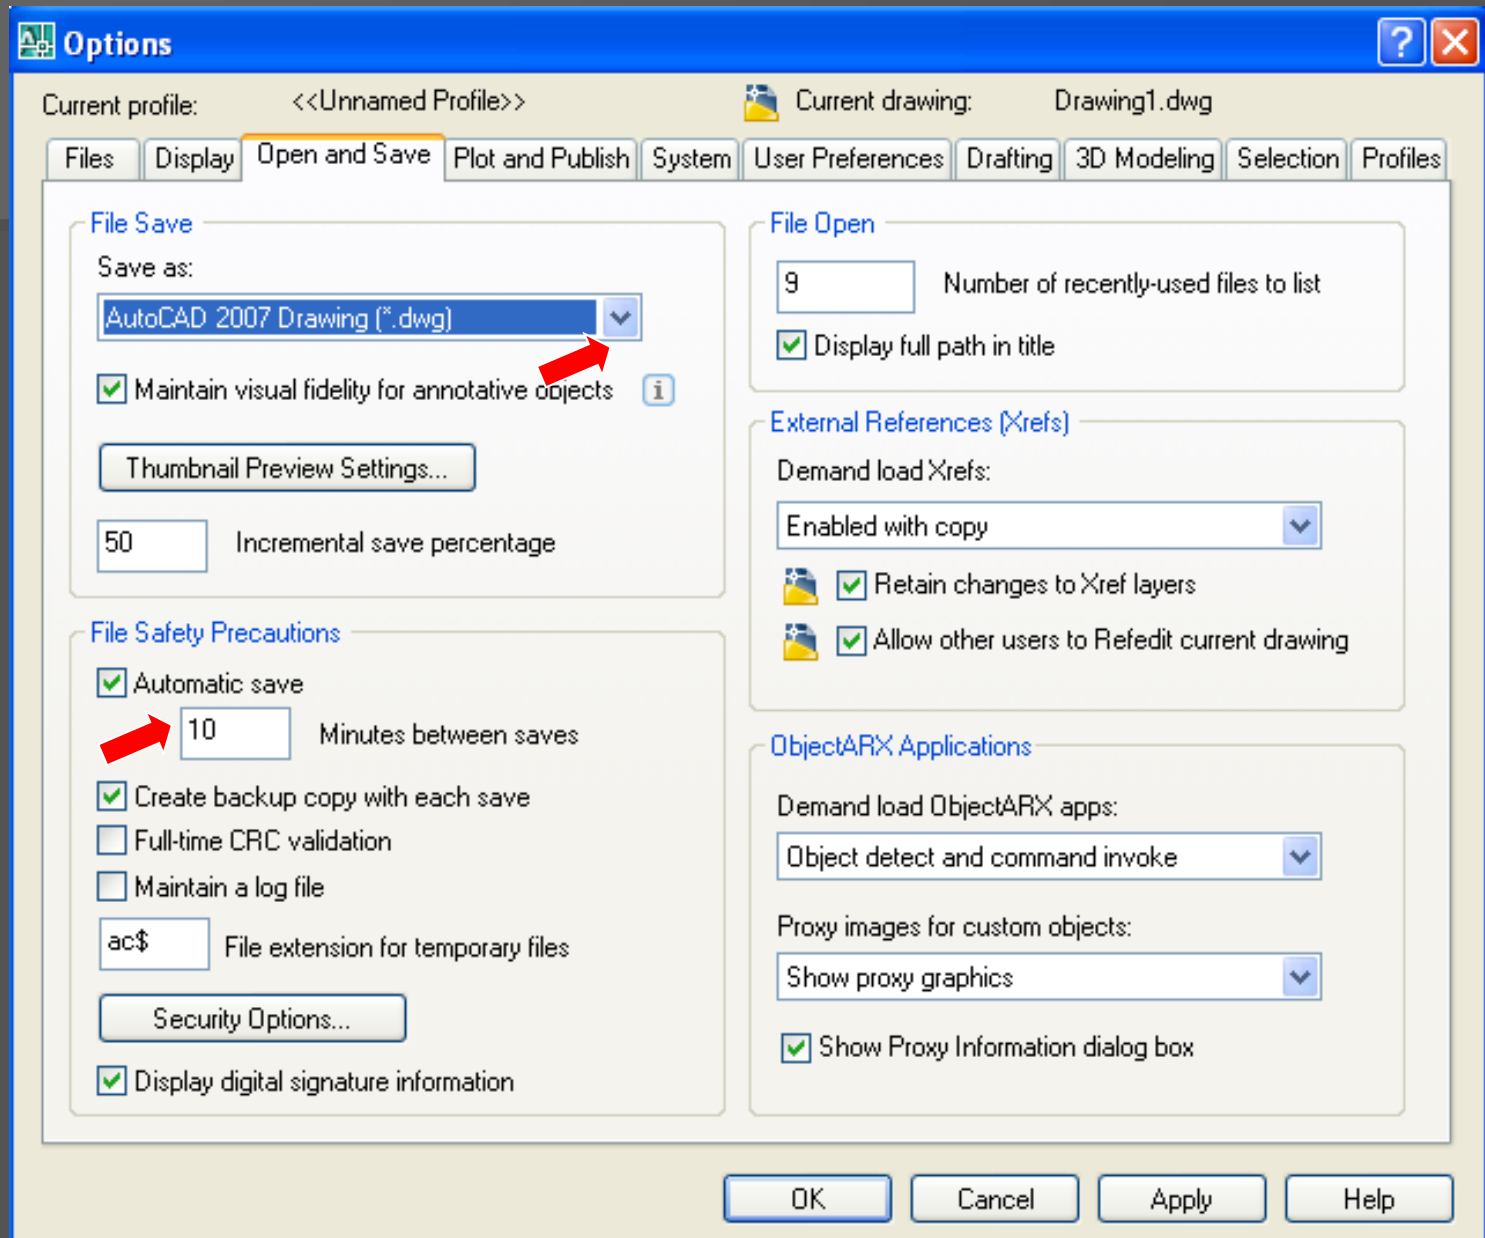 Options
Current profile: <<Unnamed Profile>> Current drawing: Drawing1.dwg
Files Display Open and Save Plot and Publish System User Preferences Drafting 3D Modeling Selection Profiles
File Save
Save as:
AutoCAD 2007 Drawing (*.dwg)
Maintain visual fidelity for annotative objects
Thumbnail Preview Settings...
50 Incremental save percentage
File Safety Precautions
Automatic save
10 Minutes between saves
Create backup copy with each save
Full-time CRC validation
Maintain a log file
ac$ File extension for temporary files
Security Options...
Display digital signature information
File Open
9 Number of recently-used files to list
Display full path in title
External References (Xrefs)
Demand load Xrefs:
Enabled with copy
Retain changes to Xref layers
Allow other users to Refedit current drawing
ObjectARX Applications
Demand load ObjectARX apps:
Object detect and command invoke
Proxy images for custom objects:
Show proxy graphics
Show Proxy Information dialog box
OK Cancel Apply Help